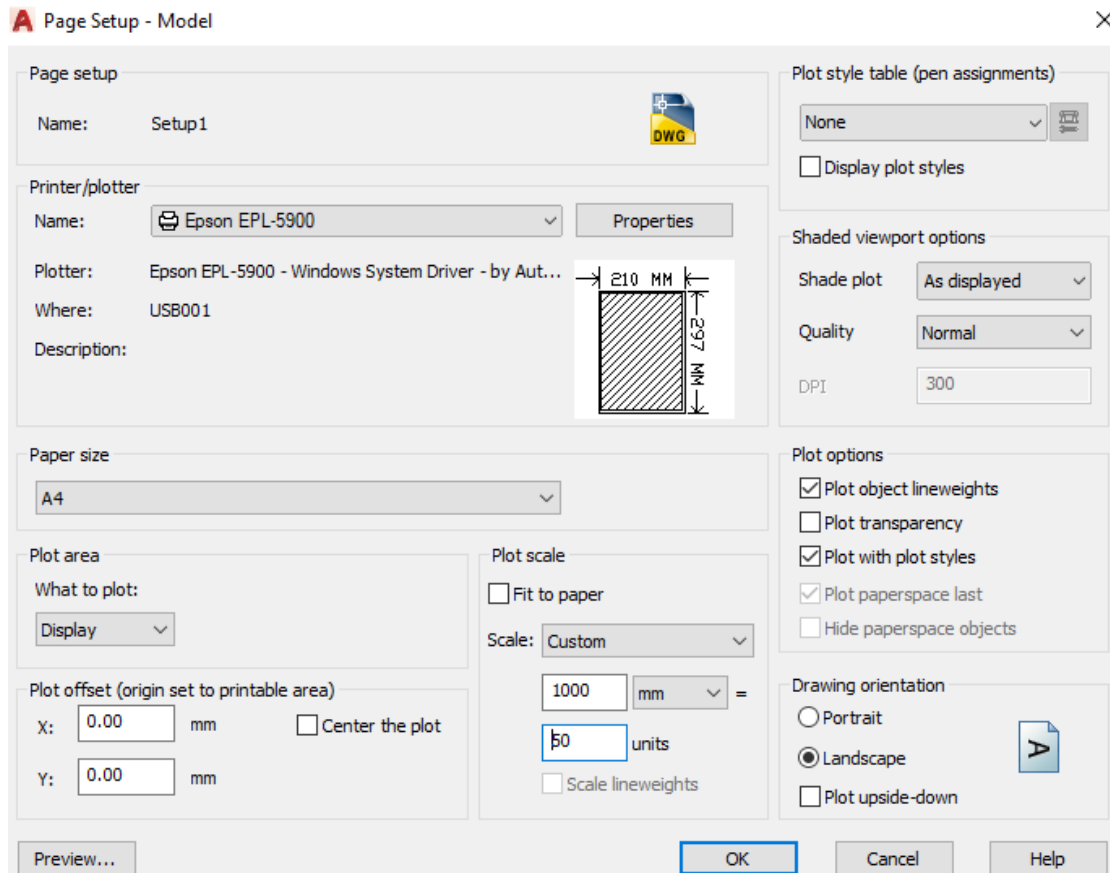 Page Setup - Model
Page setup
Name: Setup1
DWG
Printer/plotter
Name: Epson EPL-5900 Properties
Plotter: Epson EPL-5900 - Windows System Driver - by Aut...
Where: USB001
Description:
210 MM
297 MM
Paper size
A4
Plot area
What to plot:
Display
Plot offset (origin set to printable area)
X: 0.00 mm Center the plot
Y: 0.00 mm
Plot scale
Fit to paper
Scale: Custom
1000 mm =
50 units
Scale lineweights
Plot style table (pen assignments)
None
Display plot styles
Shaded viewport options
Shade plot As displayed
Quality Normal
DPI 300
Plot options
Plot object lineweights
Plot transparency
Plot with plot styles
Plot paperspace last
Hide paperspace objects
Drawing orientation
Portrait
Landscape
Plot upside-down
A
Preview... OK Cancel Help